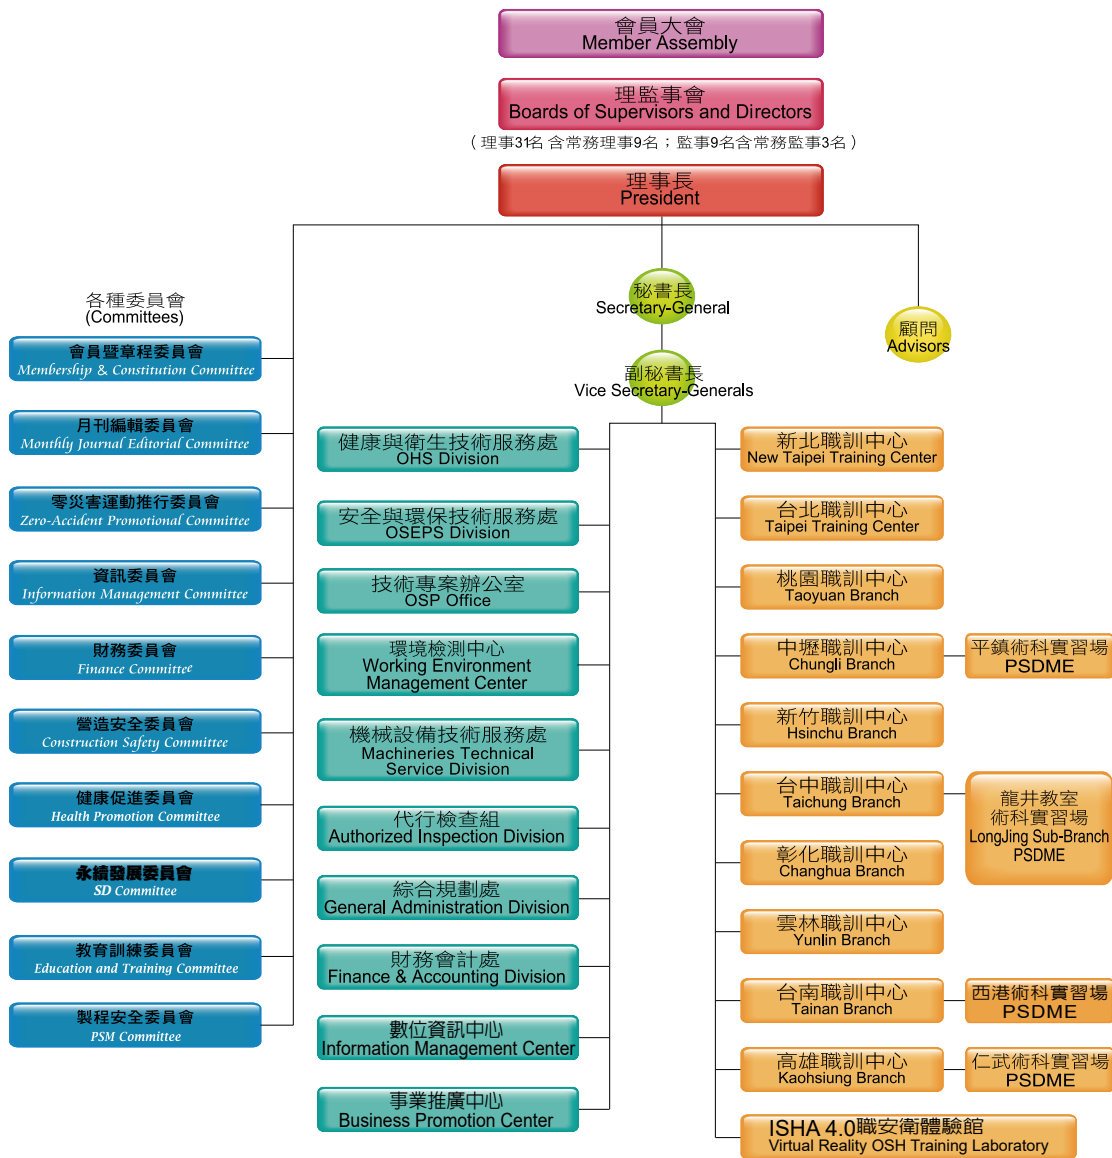 會員大會
Member Assembly
理監事會
Boards of Supervisors and Directors
（理事31名 含常務理事9名；監事9名含常務監事3名）
理事長
President
秘書長
Secretary-General
副秘書長
Vice Secretary-Generals
顧問
Advisors
各種委員會
(Committees)
會員暨章程委員會
Membership & Constitution Committee
月刊編輯委員會
Monthly Journal Editorial Committee
零災害運動推行委員會
Zero-Accident Promotional Committee
資訊委員會
Information Management Committee
財務委員會
Finance Committee
營造安全委員會
Construction Safety Committee
健康促進委員會
Health Promotion Committee
永續發展委員會
SD Committee
教育訓練委員會
Education and Training Committee
製程安全委員會
PSM Committee
健康與衛生技術服務處
OHS Division
安全與環保技術服務處
OSEPS Division
技術專案辦公室
OSP Office
環境檢測中心
Working Environment
Management Center
機械設備技術服務處
Machineries Technical
Service Division
代行檢查組
Authorized Inspection Division
綜合規劃處
General Administration Division
財務會計處
Finance & Accounting Division
數位資訊中心
Information Management Center
事業推廣中心
Business Promotion Center
新北職訓中心
New Taipei Training Center
台北職訓中心
Taipei Training Center
桃園職訓中心
Taoyuan Branch
中壢職訓中心
Chungli Branch
平鎮術科實習場
PSDME
新竹職訓中心
Hsinchu Branch
台中職訓中心
Taichung Branch
龍井教室
術科實習場
LongJing Sub-Branch
PSDME
彰化職訓中心
Changhua Branch
雲林職訓中心
Yunlin Branch
台南職訓中心
Tainan Branch
西港術科實習場
PSDME
高雄職訓中心
Kaohsiung Branch
仁武術科實習場
PSDME
ISHA 4.0職安衛體驗館
Virtual Reality OSH Training Laboratory